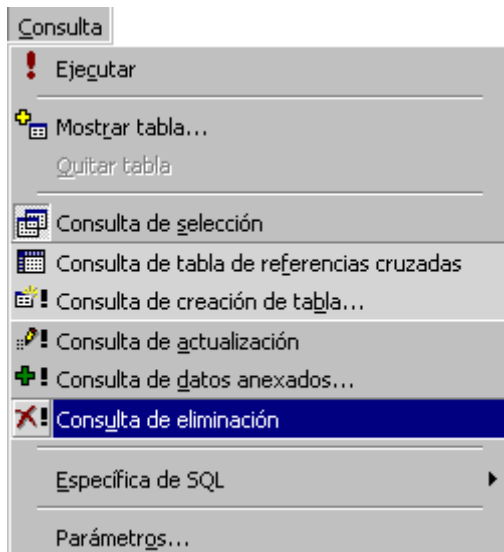 Consulta
Ejecutar
Mostrar tabla...
Quitar tabla
Consulta de selección
Consulta de tabla de referencias cruzadas
Consulta de creación de tabla...
Consulta de actualización
Consulta de datos anexados...
Consulta de eliminación
Específica de SQL
Parámetros...